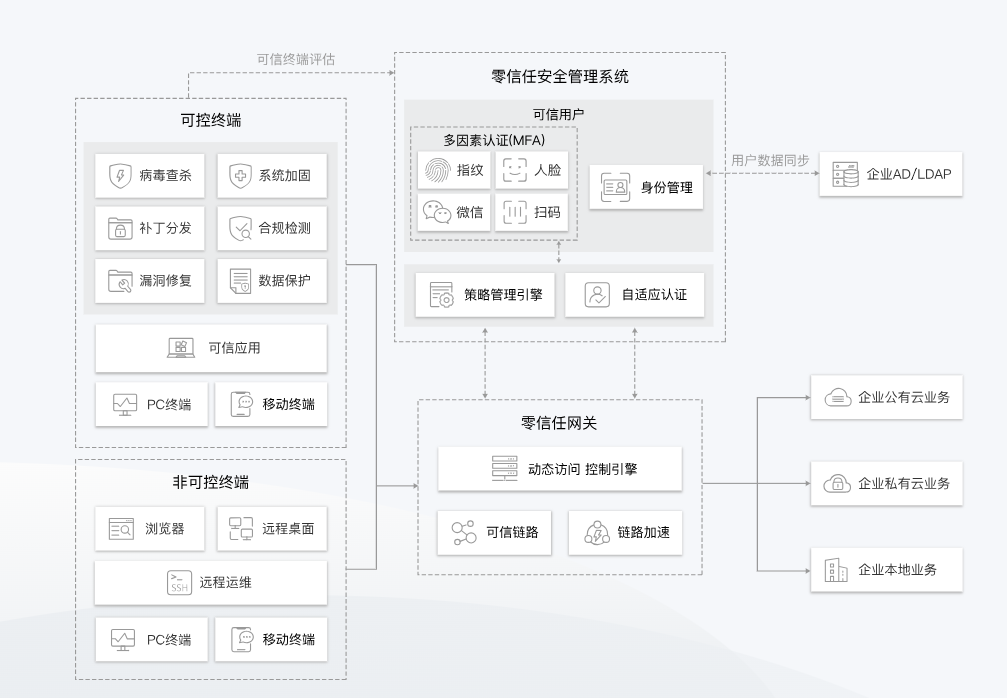 可信终端评估
可控终端
病毒查杀
系统加固
补丁分发
合规检测
漏洞修复
数据保护
可信应用
PC终端
移动终端
非可控终端
浏览器
远程桌面
SSH
远程运维
PC终端
移动终端
零信任安全管理系统
可信用户
多因素认证(MFA)
指纹
人脸
微信
扫码
身份管理
策略管理引擎
自适应认证
用户数据同步
企业AD/LDAP
零信任网关
动态访问 控制引擎
可信链路
链路加速
企业公有云业务
企业私有云业务
企业本地业务